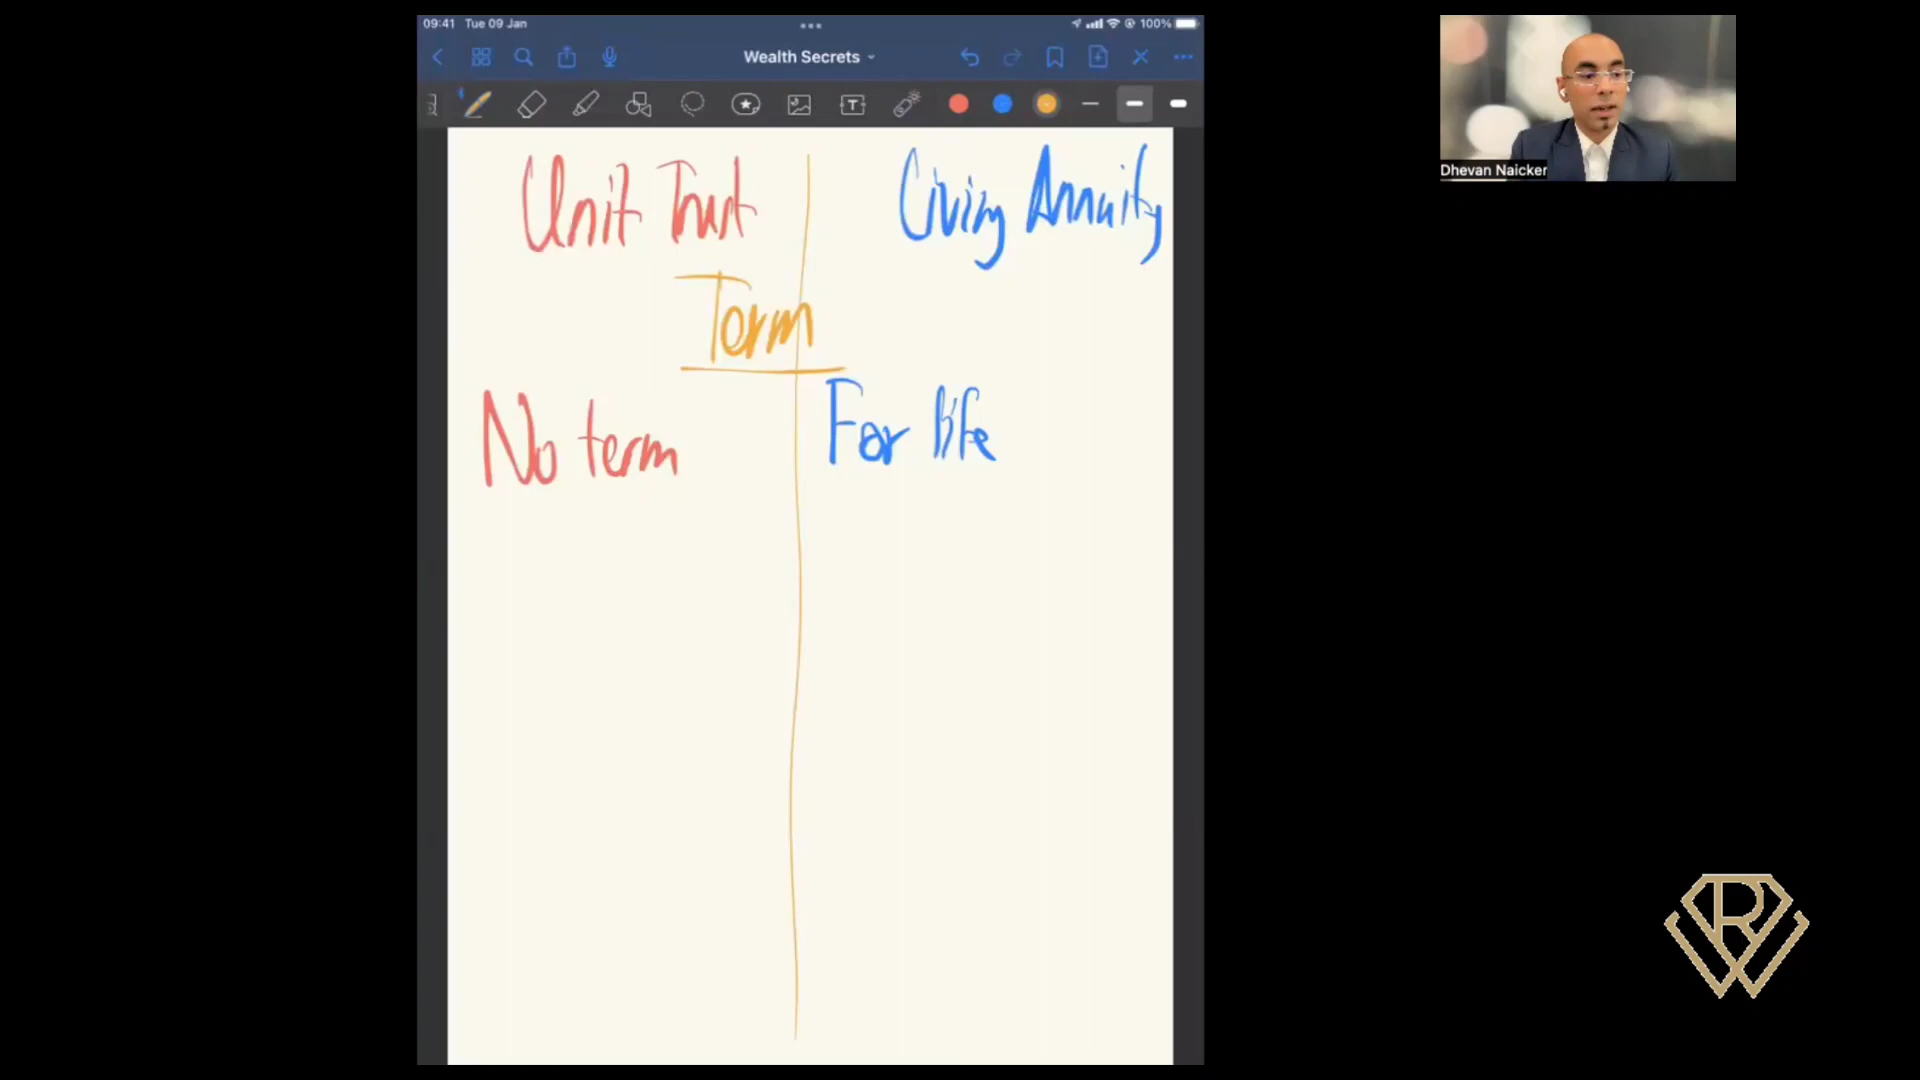 09:41 Tue 09 Jan
100%
Wealth Secrets
T
Dhevan Naicker
Unit Trust
Living Annuity
Term
No term
For life
RW